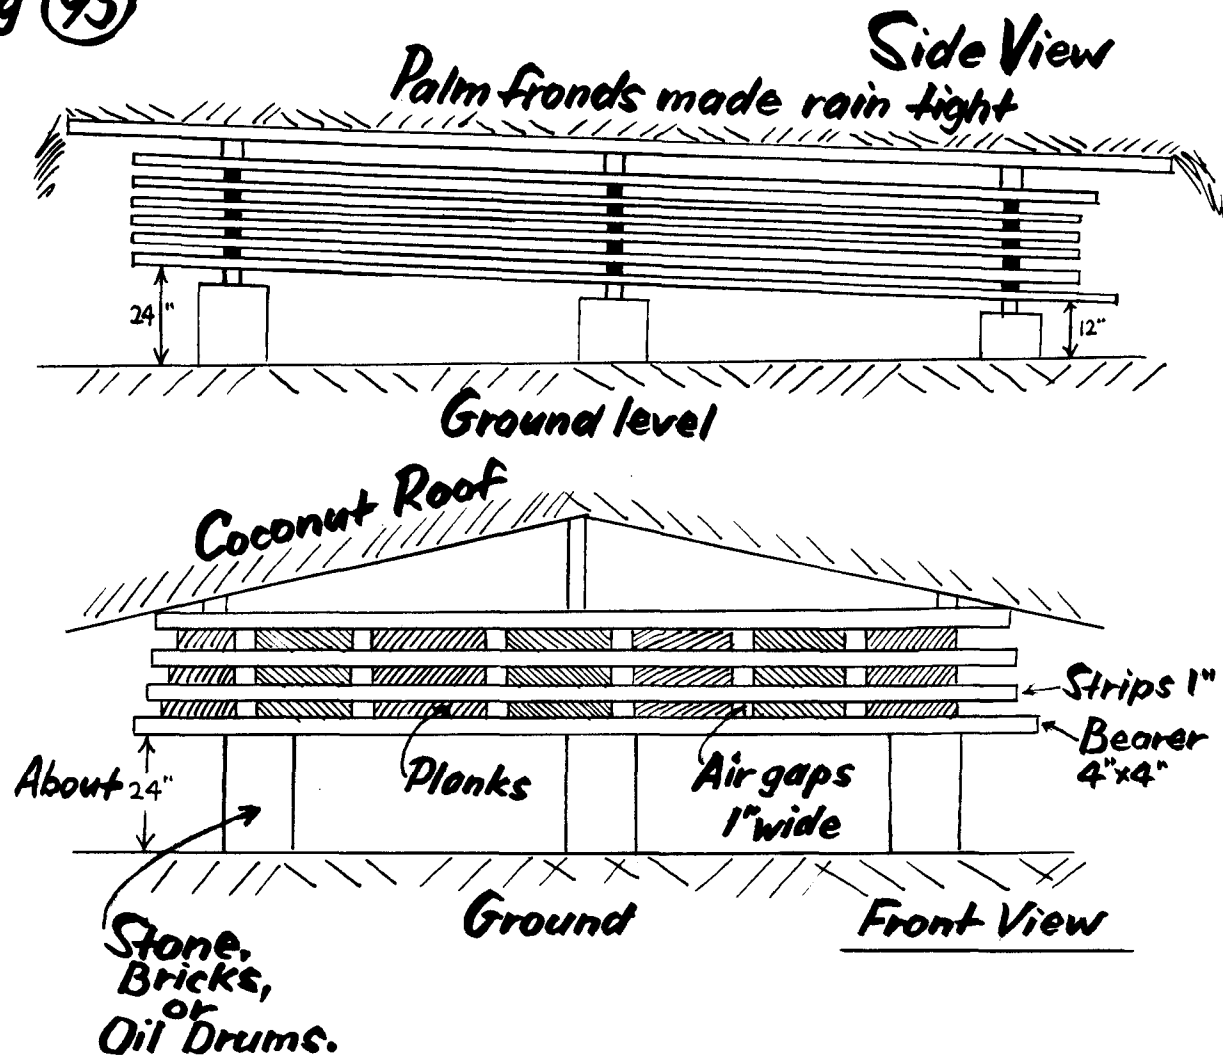 g 93
Side View
Palm fronds made rain tight
24"
12"
Ground level
Coconut Roof
Strips 1"
Bearer
4"x4"
About 24"
Planks
Air gaps
1" wide
Ground
Front View
Stone.
Bricks,
or
Oil Drums.